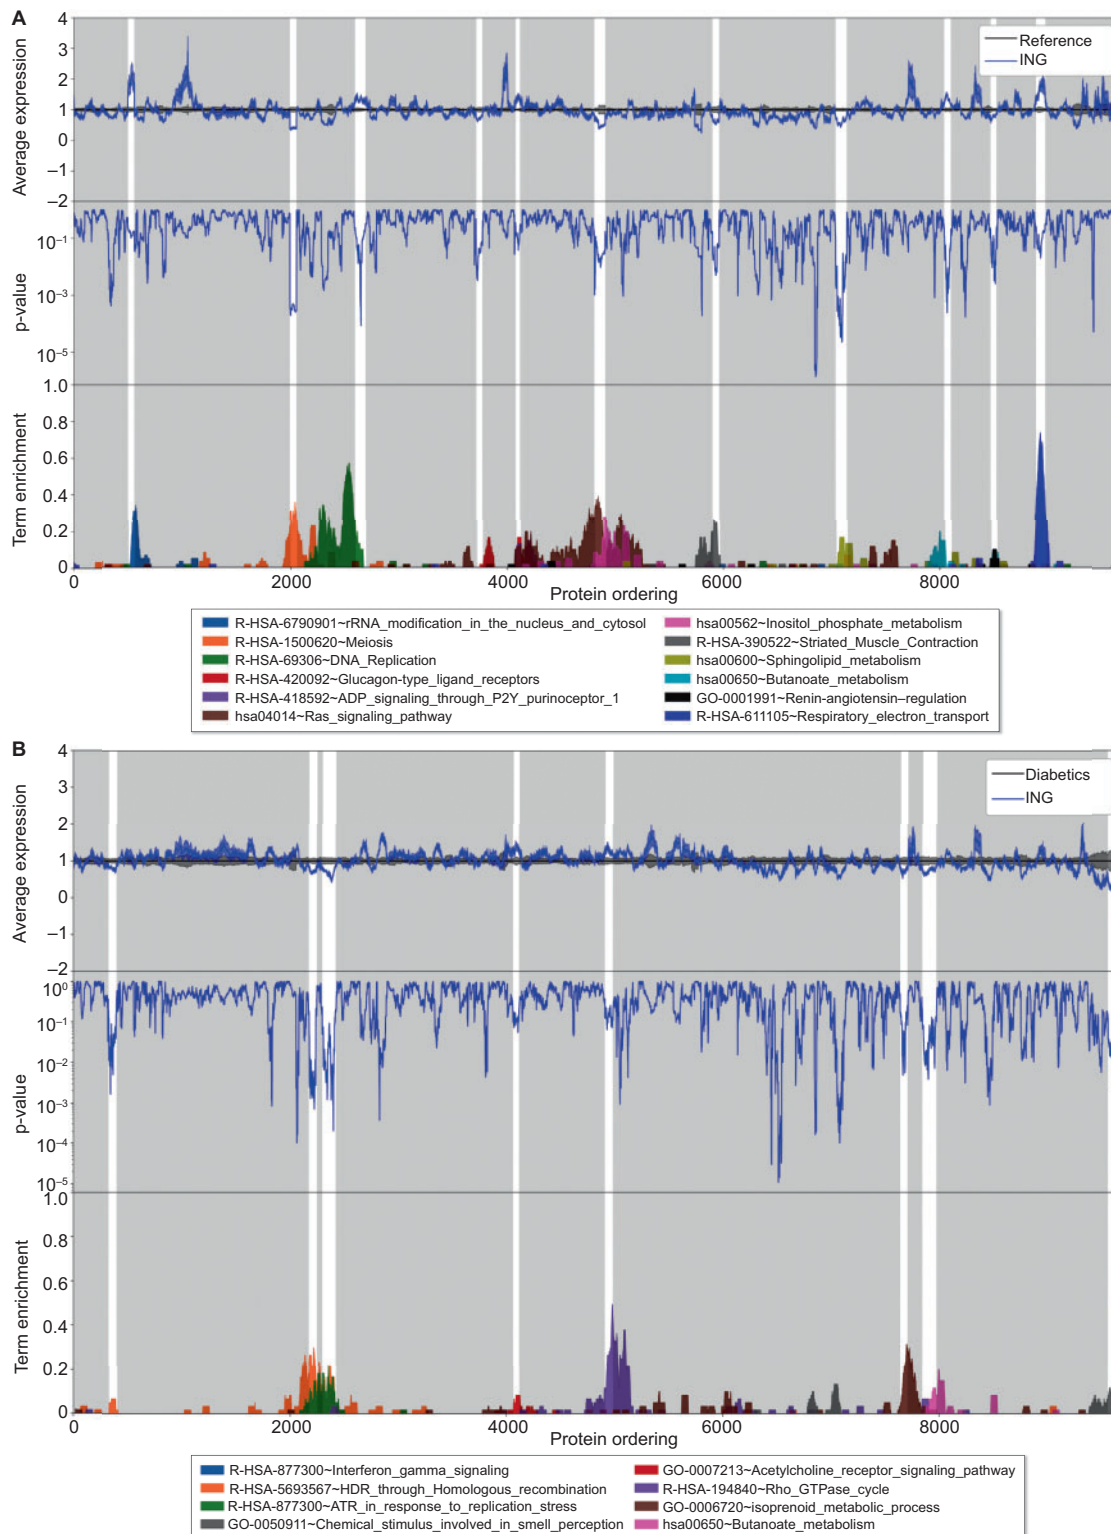 A
4
3
2
1
0
−1
−2
Average expression
Reference
ING
10−1
10−3
10−5
p-value
1.0
0.8
0.6
0.4
0.2
0
Term enrichment
0 2000 4000 6000 8000
Protein ordering
R-HSA-6790901~rRNA_modification_in_the_nucleus_and_cytosol
R-HSA-1500620~Meiosis
R-HSA-69306~DNA_Replication
R-HSA-420092~Glucagon-type_ligand_receptors
R-HSA-418592~ADP_signaling_through_P2Y_purinoceptor_1
hsa04014~Ras_signaling_pathway
hsa00562~Inositol_phosphate_metabolism
R-HSA-390522~Striated_Muscle_Contraction
hsa00600~Sphingolipid_metabolism
hsa00650~Butanoate_metabolism
GO-0001991~Renin-angiotensin–regulation
R-HSA-611105~Respiratory_electron_transport
B
4
3
2
1
0
−1
−2
Average expression
Diabetics
ING
100
10−1
10−2
10−3
10−4
10−5
p-value
1.0
0.8
0.6
0.4
0.2
0
Term enrichment
0 2000 4000 6000 8000
Protein ordering
R-HSA-877300~Interferon_gamma_signaling
R-HSA-5693567~HDR_through_Homologous_recombination
R-HSA-877300~ATR_in_response_to_replication_stress
GO-0050911~Chemical_stimulus_involved_in_smell_perception
GO-0007213~Acetylcholine_receptor_signaling_pathway
R-HSA-194840~Rho_GTPase_cycle
GO-0006720~isoprenoid_metabolic_process
hsa00650~Butanoate_metabolism